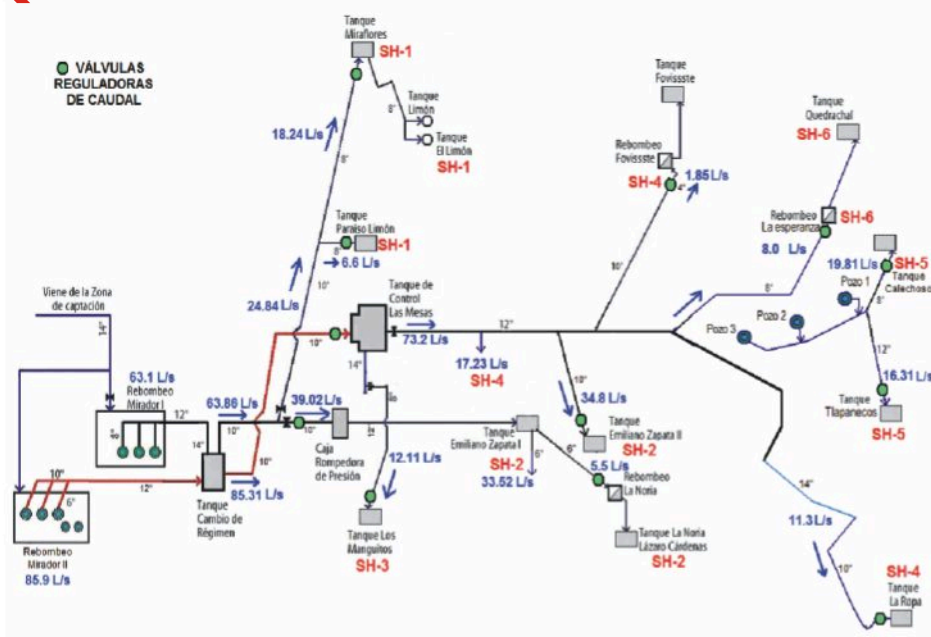 VÁLVULAS
REGULADORAS
DE CAUDAL
Tanque
Miraflores
SH-1
8"
Tanque
Limón
Tanque
El Limón
SH-1
18.24 L/s
8"
Tanque
Paraiso Limón
SH-1
6.6 L/s
10"
24.84 L/s
Tanque
Fovissste
Rebombeo
Fovissste
SH-4
4"
1.85 L/s
10"
Tanque
Quedrachal
SH-6
Rebombeo
La esperanza
SH-6
8.0 L/s
8"
19.81 L/s
SH-5
Tanque
Calechoso
8"
Pozo 1
Pozo 2
Pozo 3
12"
16.31 L/s
Tanque
Tlapanecos
SH-5
Viene de la Zona
de captación
14"
Tanque de
Control
Las Mesas
10"
12"
73.2 L/s
17.23 L/s
SH-4
14"
63.1 L/s
Rebombeo
Mirador I
12"
8"
14"
63.86 L/s
10"
39.02 L/s
10"
10"
85.31 L/s
Caja
Rompedora
de Presión
12"
12.11 L/s
Tanque
Emiliano Zapata I
SH-2
6"
33.52 L/s
10"
34.8 L/s
Tanque
Emiliano Zapata II
SH-2
6"
5.5 L/s
Rebombeo
La Noria
Tanque La Noria
Lázaro Cárdenas
SH-2
Tanque Los
Manguitos
SH-3
10"
6"
12"
Tanque
Cambio de
Régimen
Rebombeo
Mirador II
85.9 L/s
14"
11.3 L/s
10"
SH-4
Tanque
La Ropa